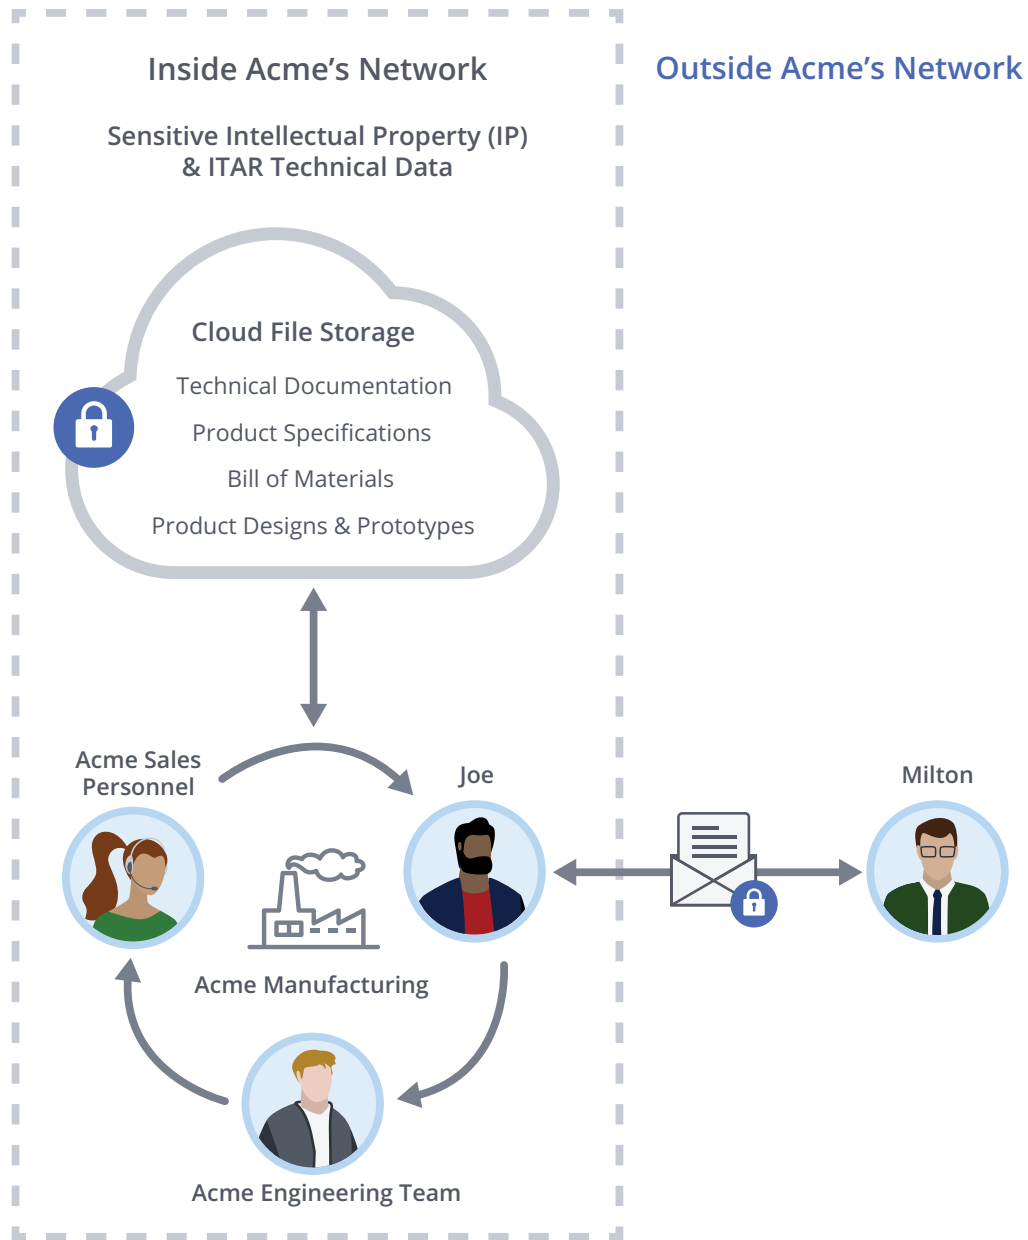 Inside Acme’s Network
Outside Acme’s Network
Sensitive Intellectual Property (IP)
& ITAR Technical Data
Cloud File Storage
Technical Documentation
Product Specifications
Bill of Materials
Product Designs & Prototypes
Acme Sales
Personnel
Joe
Milton
Acme Manufacturing
Acme Engineering Team